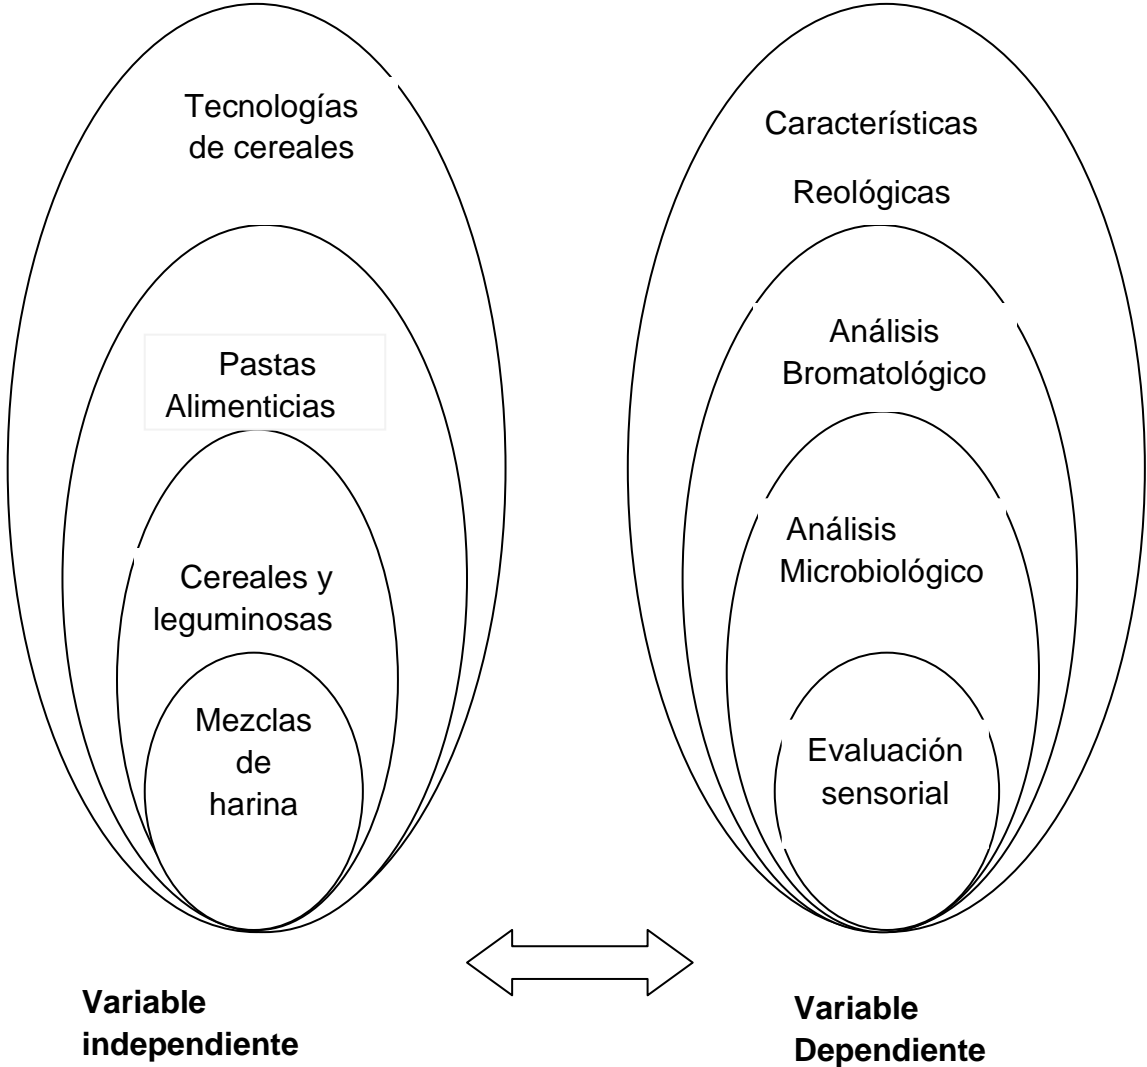 Tecnologías
de cereales
Pastas
Alimenticias
Cereales y
leguminosas
Mezclas
de
harina
Variable
independiente
Características
Reológicas
Análisis
Bromatológico
Análisis
Microbiológico
Evaluación
sensorial
Variable
Dependiente